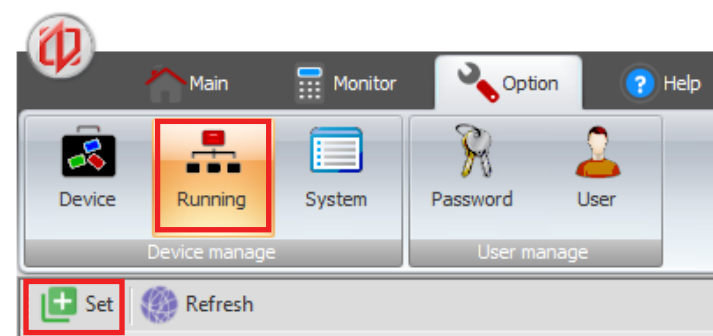 Main Monitor Option ? Help
Device Running System Password User
Device manage User manage
Set Refresh